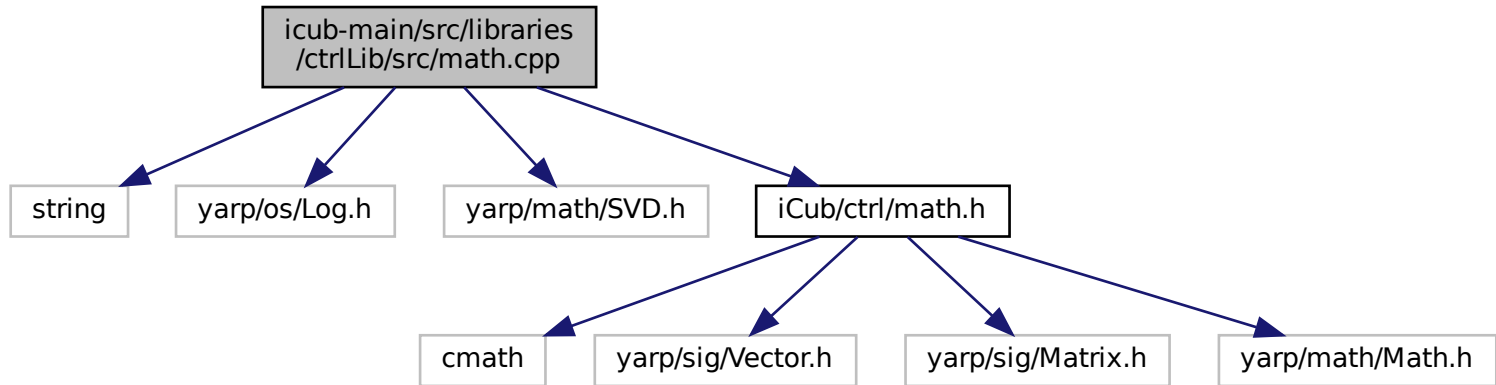 icub-main/src/libraries
/ctrlLib/src/math.cpp
string
yarp/os/Log.h
yarp/math/SVD.h
iCub/ctrl/math.h
cmath
yarp/sig/Vector.h
yarp/sig/Matrix.h
yarp/math/Math.h